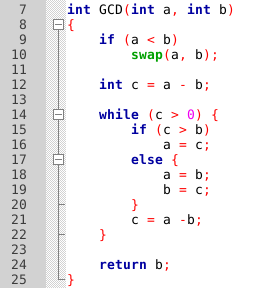 7 int GCD(int a, int b)
8 {
9     if (a < b)
10         swap(a, b);
11
12     int c = a - b;
13
14     while (c > 0) {
15         if (c > b)
16             a = c;
17         else {
18             a = b;
19             b = c;
20         }
21         c = a -b;
22     }
23
24     return b;
25 }